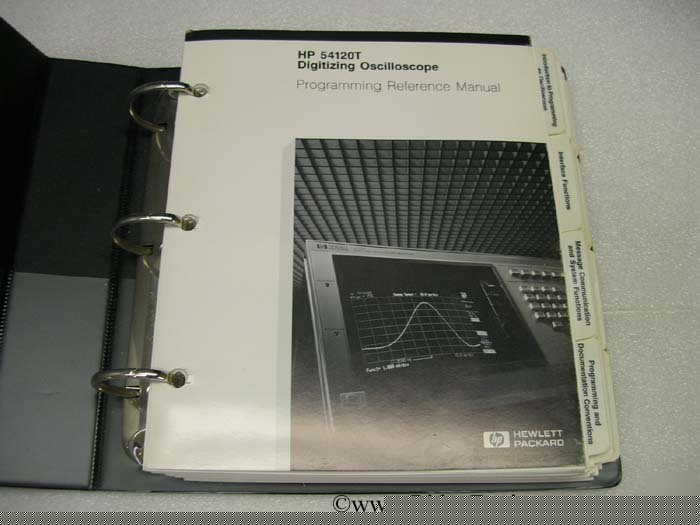 HP 54120T
Digitizing Oscilloscope
Programming Reference Manual
Introduction to Programming
an Oscilloscope
Interface Functions
Message Communication
and System Functions
Programming and
Documentation Conventions
hp HEWLETT
PACKARD